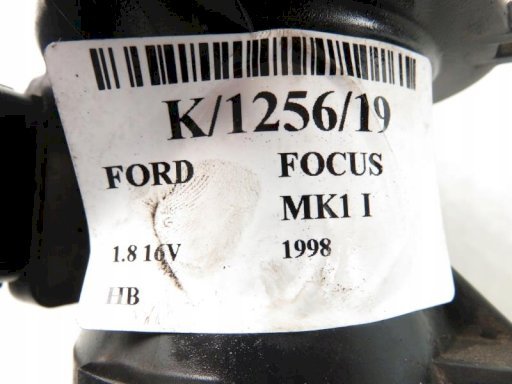 K/1256/19
FORD FOCUS
MK1 I
1.8 16V 1998
HB